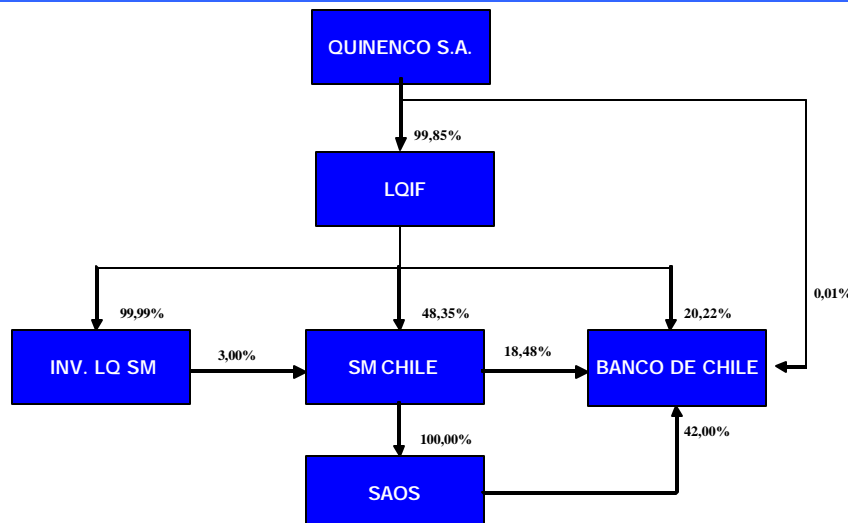 QUINENCO S.A.
99,85%
LQIF
0,01%
99,99%
48,35%
20,22%
INV. LQ SM
3,00%
SM CHILE
18,48%
BANCO DE CHILE
100,00%
42,00%
SAOS